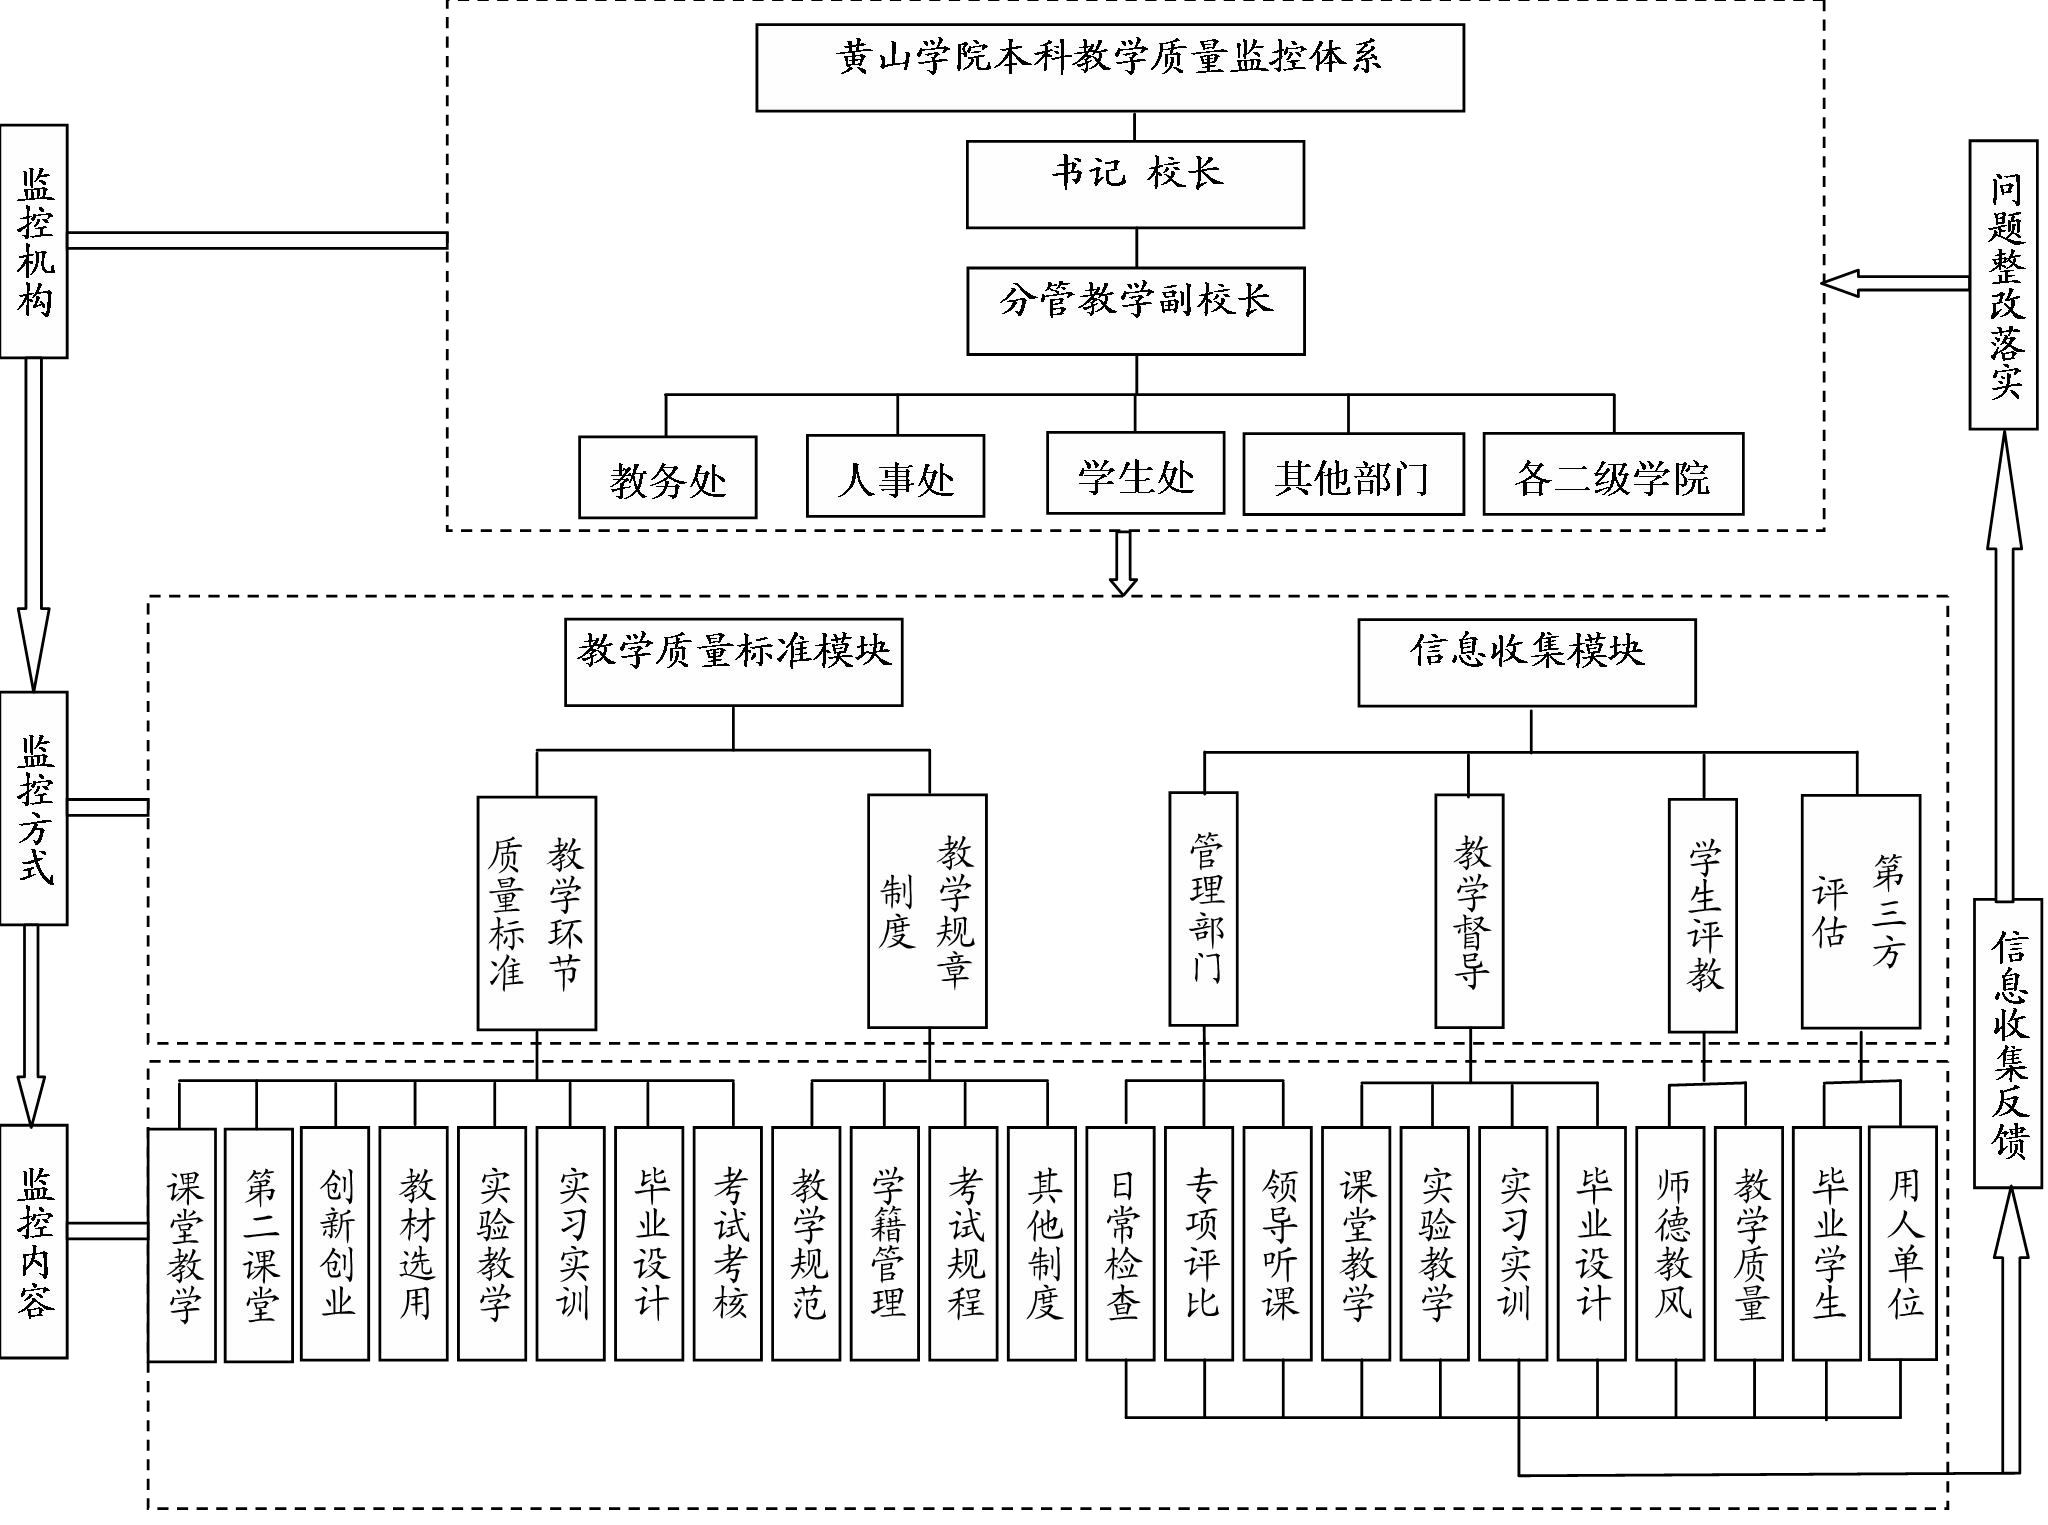 黄山学院本科教学质量监控体系
书记 校长
分管教学副校长
教务处
人事处
学生处
其他部门
各二级学院
监控机构
问题整改落实
教学质量标准模块
信息收集模块
监控方式
教学环节
质量标准
教学规章
制度
管理部门
教学督导
学生评教
第三方
评估
信息收集反馈
监控内容
课堂教学
第二课堂
创新创业
教材选用
实验教学
实习实训
毕业设计
考试考核
教学规范
学籍管理
考试规程
其他制度
日常检查
专项评比
领导听课
课堂教学
实验教学
实习实训
毕业设计
师德教风
教学质量
毕业学生
用人单位